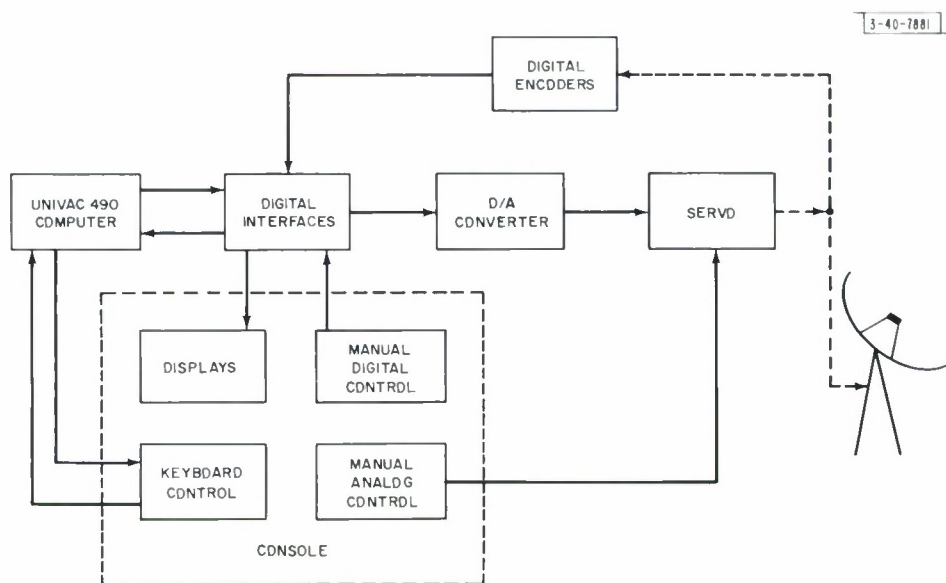 3-40-7881
DIGITAL
ENCODERS
UNIVAC 490
COMPUTER
DIGITAL
INTERFACES
D/A
CONVERTER
SERVO
DISPLAYS
MANUAL
DIGITAL
CONTROL
KEYBOARD
CONTROL
MANUAL
ANALOG
CONTROL
CONSOLE